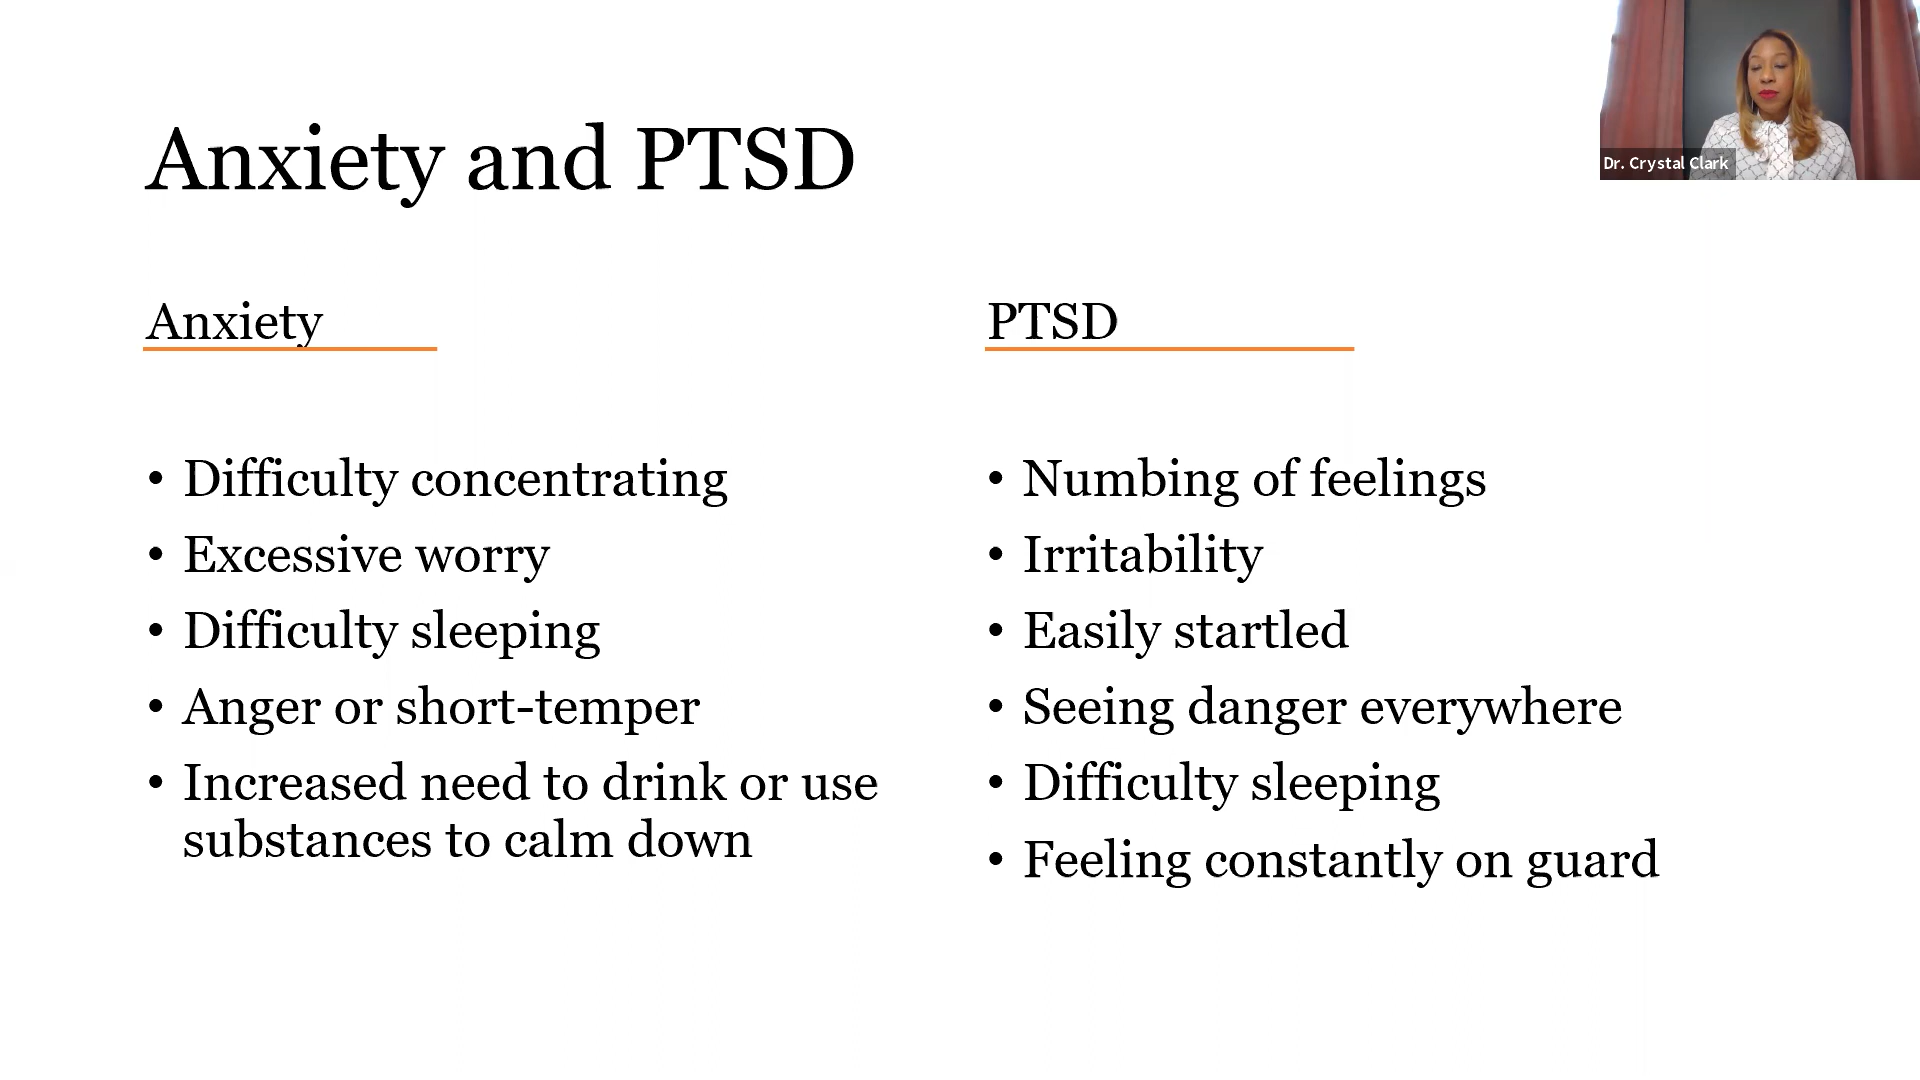 Anxiety and PTSD
Dr. Crystal Clark
Anxiety
• Difficulty concentrating
• Excessive worry
• Difficulty sleeping
• Anger or short-temper
• Increased need to drink or use
substances to calm down
PTSD
• Numbing of feelings
• Irritability
• Easily startled
• Seeing danger everywhere
• Difficulty sleeping
• Feeling constantly on guard